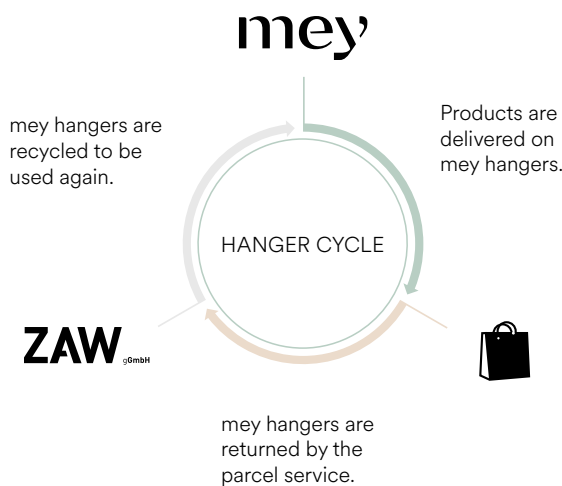 mey
Products are
delivered on
mey hangers.
mey hangers are
recycled to be
used again.
HANGER CYCLE
ZAW gGmbH
mey hangers are
returned by the
parcel service.